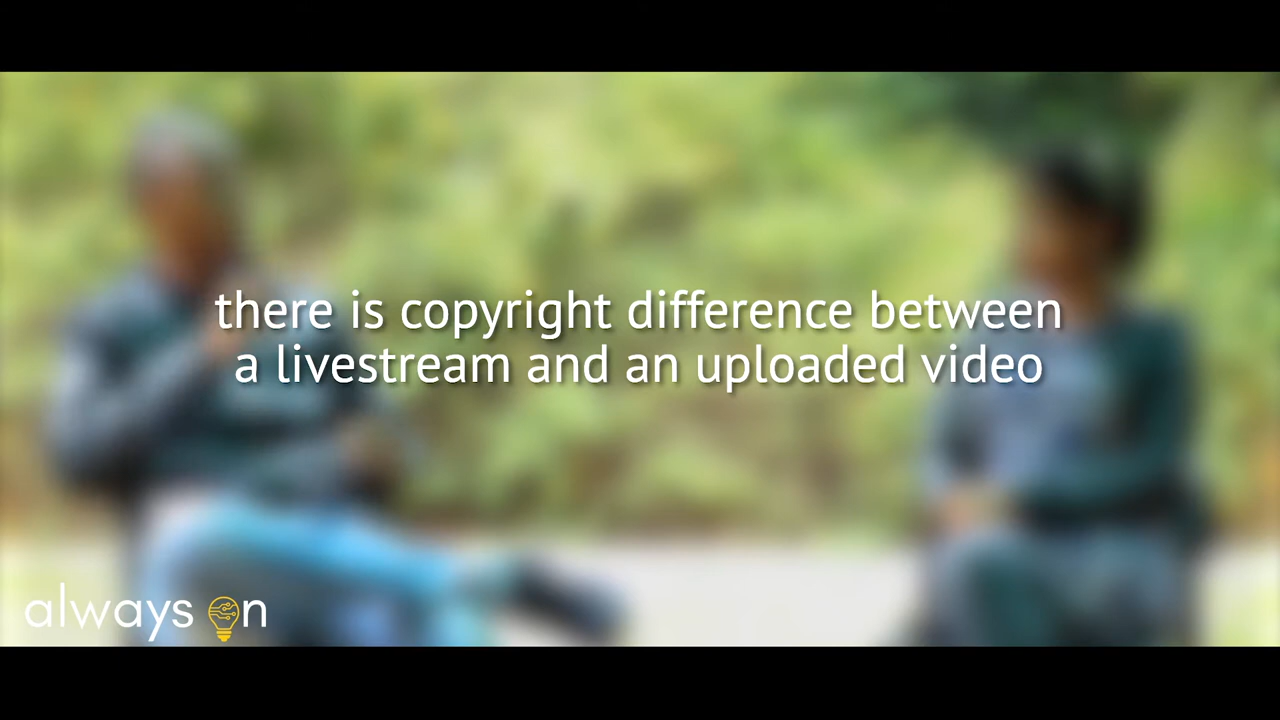 there is copyright difference between
a livestream and an uploaded video
always on